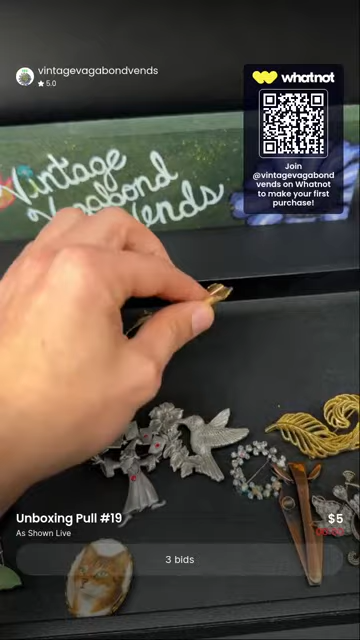 vintagevagabondvends
5.0
whatnot
Join
@vintagevagabond
vends on Whatnot
to make your first
purchase!
Vintage
Vagabond
Vends
Unboxing Pull #19
$5
As Shown Live
3 bids